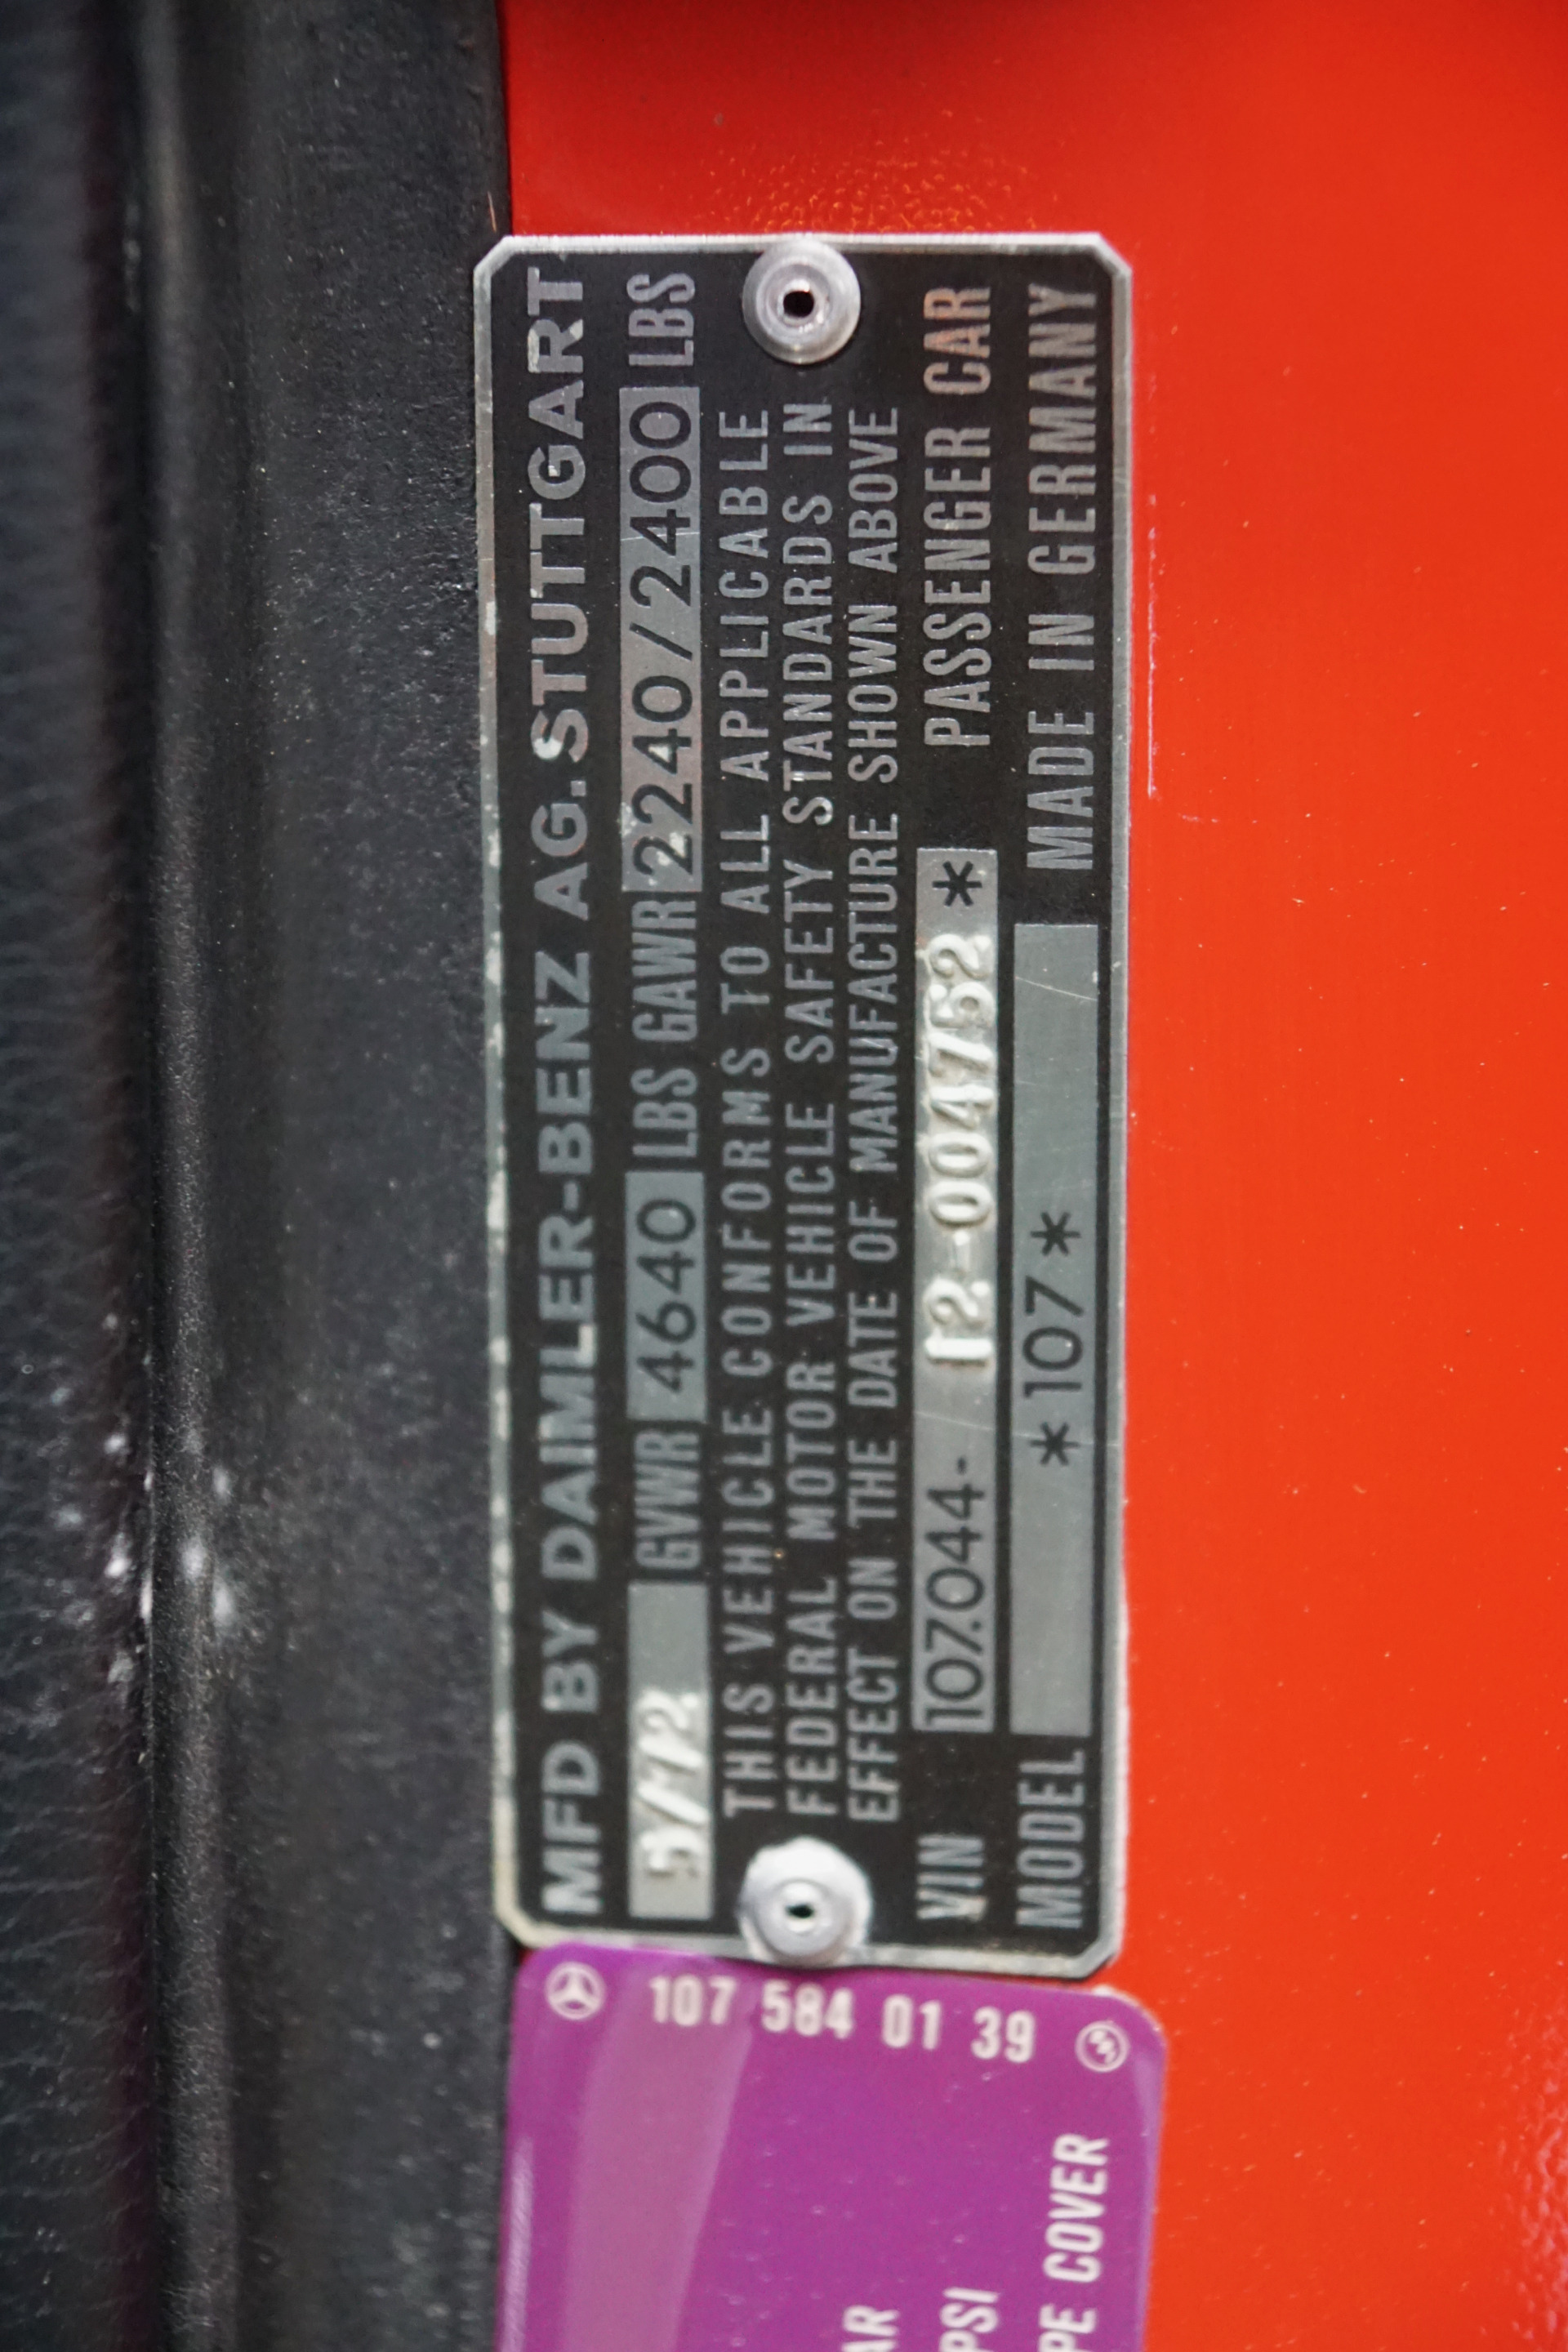 MFD BY DAIMLER-BENZ AG. STUTTGART
5/72 GVWR 4640 LBS GAWR 2240/2400 LBS
THIS VEHICLE CONFORMS TO ALL APPLICABLE
FEDERAL MOTOR VEHICLE SAFETY STANDARDS IN
EFFECT ON THE DATE OF MANUFACTURE SHOWN ABOVE
VIN 107.044-12-004752* PASSENGER CAR
MODEL *107* MADE IN GERMANY
107 584 01 39
AR
PSI
PE COVER